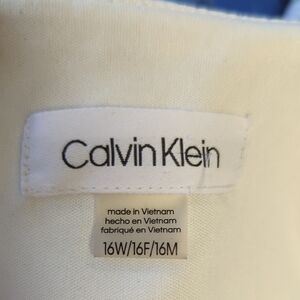 Calvin Klein
made in Vietnam
hecho en Vietnam
fabriqué en Vietnam
16W/16F/16M